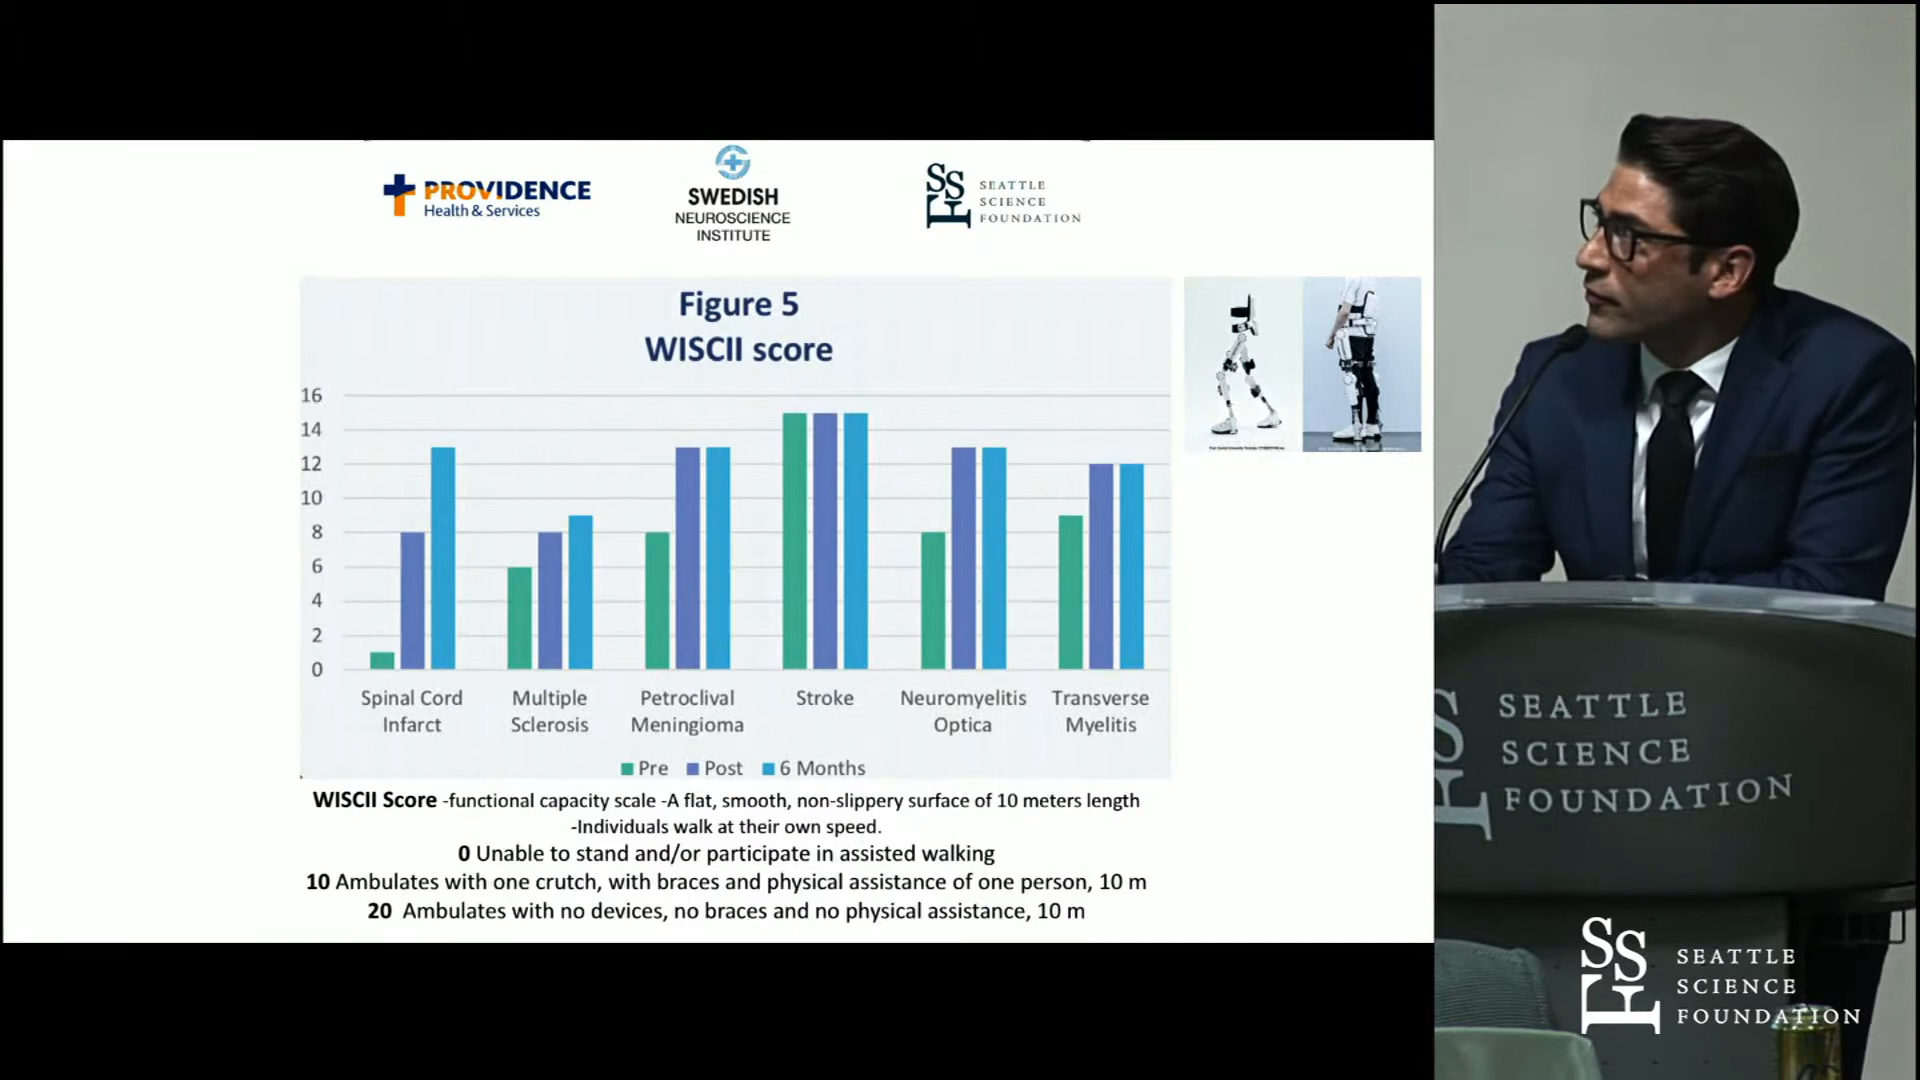 PROVIDENCE
Health & Services
SWEDISH
NEUROSCIENCE
INSTITUTE
SSF
SEATTLE
SCIENCE
FOUNDATION
Figure 5
WISCII score
16
14
12
10
8
6
4
2
0
Spinal Cord
Infarct
Multiple
Sclerosis
Petroclival
Meningioma
Stroke
Neuromyelitis
Optica
Transverse
Myelitis
Pre Post 6 Months
WISCII Score -functional capacity scale -A flat, smooth, non-slippery surface of 10 meters length
-Individuals walk at their own speed.
0 Unable to stand and/or participate in assisted walking
10 Ambulates with one crutch, with braces and physical assistance of one person, 10 m
20 Ambulates with no devices, no braces and no physical assistance, 10 m
SEATTLE
SCIENCE
FOUNDATION
SSF
SEATTLE
SCIENCE
FOUNDATION